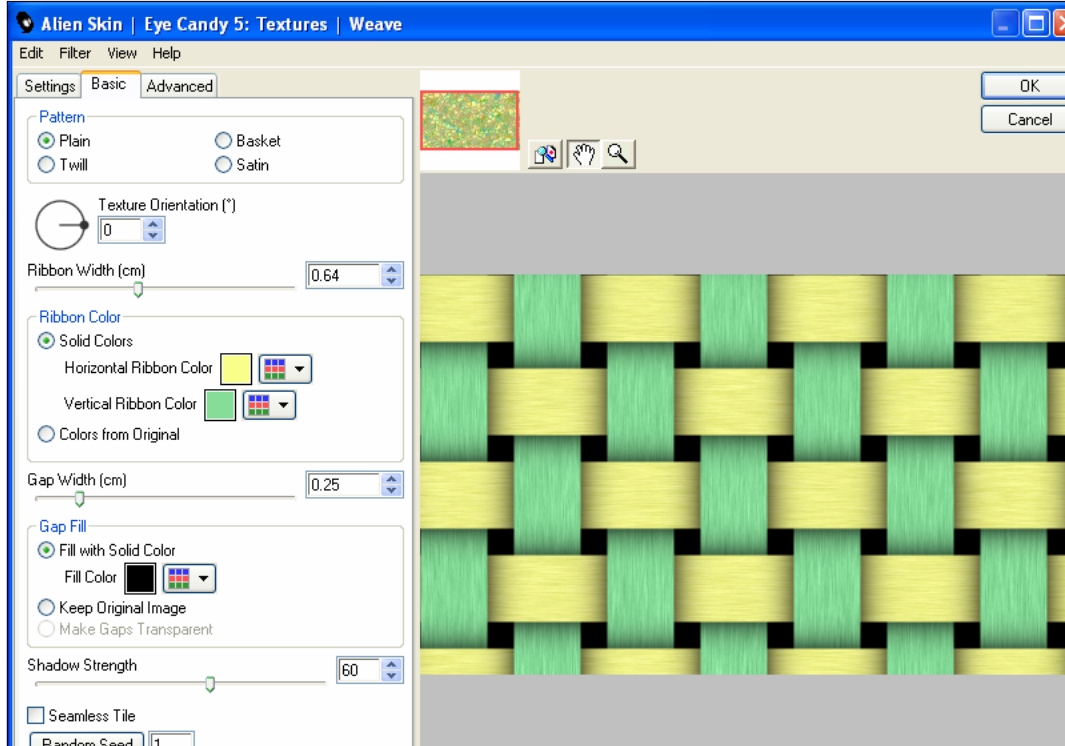 Alien Skin | Eye Candy 5: Textures | Weave
Edit Filter View Help
Settings Basic Advanced
OK
Cancel
Pattern
Plain Basket
Twill Satin
Texture Orientation (°)
0
Ribbon Width (cm) 0.64
Ribbon Color
Solid Colors
Horizontal Ribbon Color
Vertical Ribbon Color
Colors from Original
Gap Width (cm) 0.25
Gap Fill
Fill with Solid Color
Fill Color
Keep Original Image
Make Gaps Transparent
Shadow Strength 60
Seamless Tile
Random Seed 1